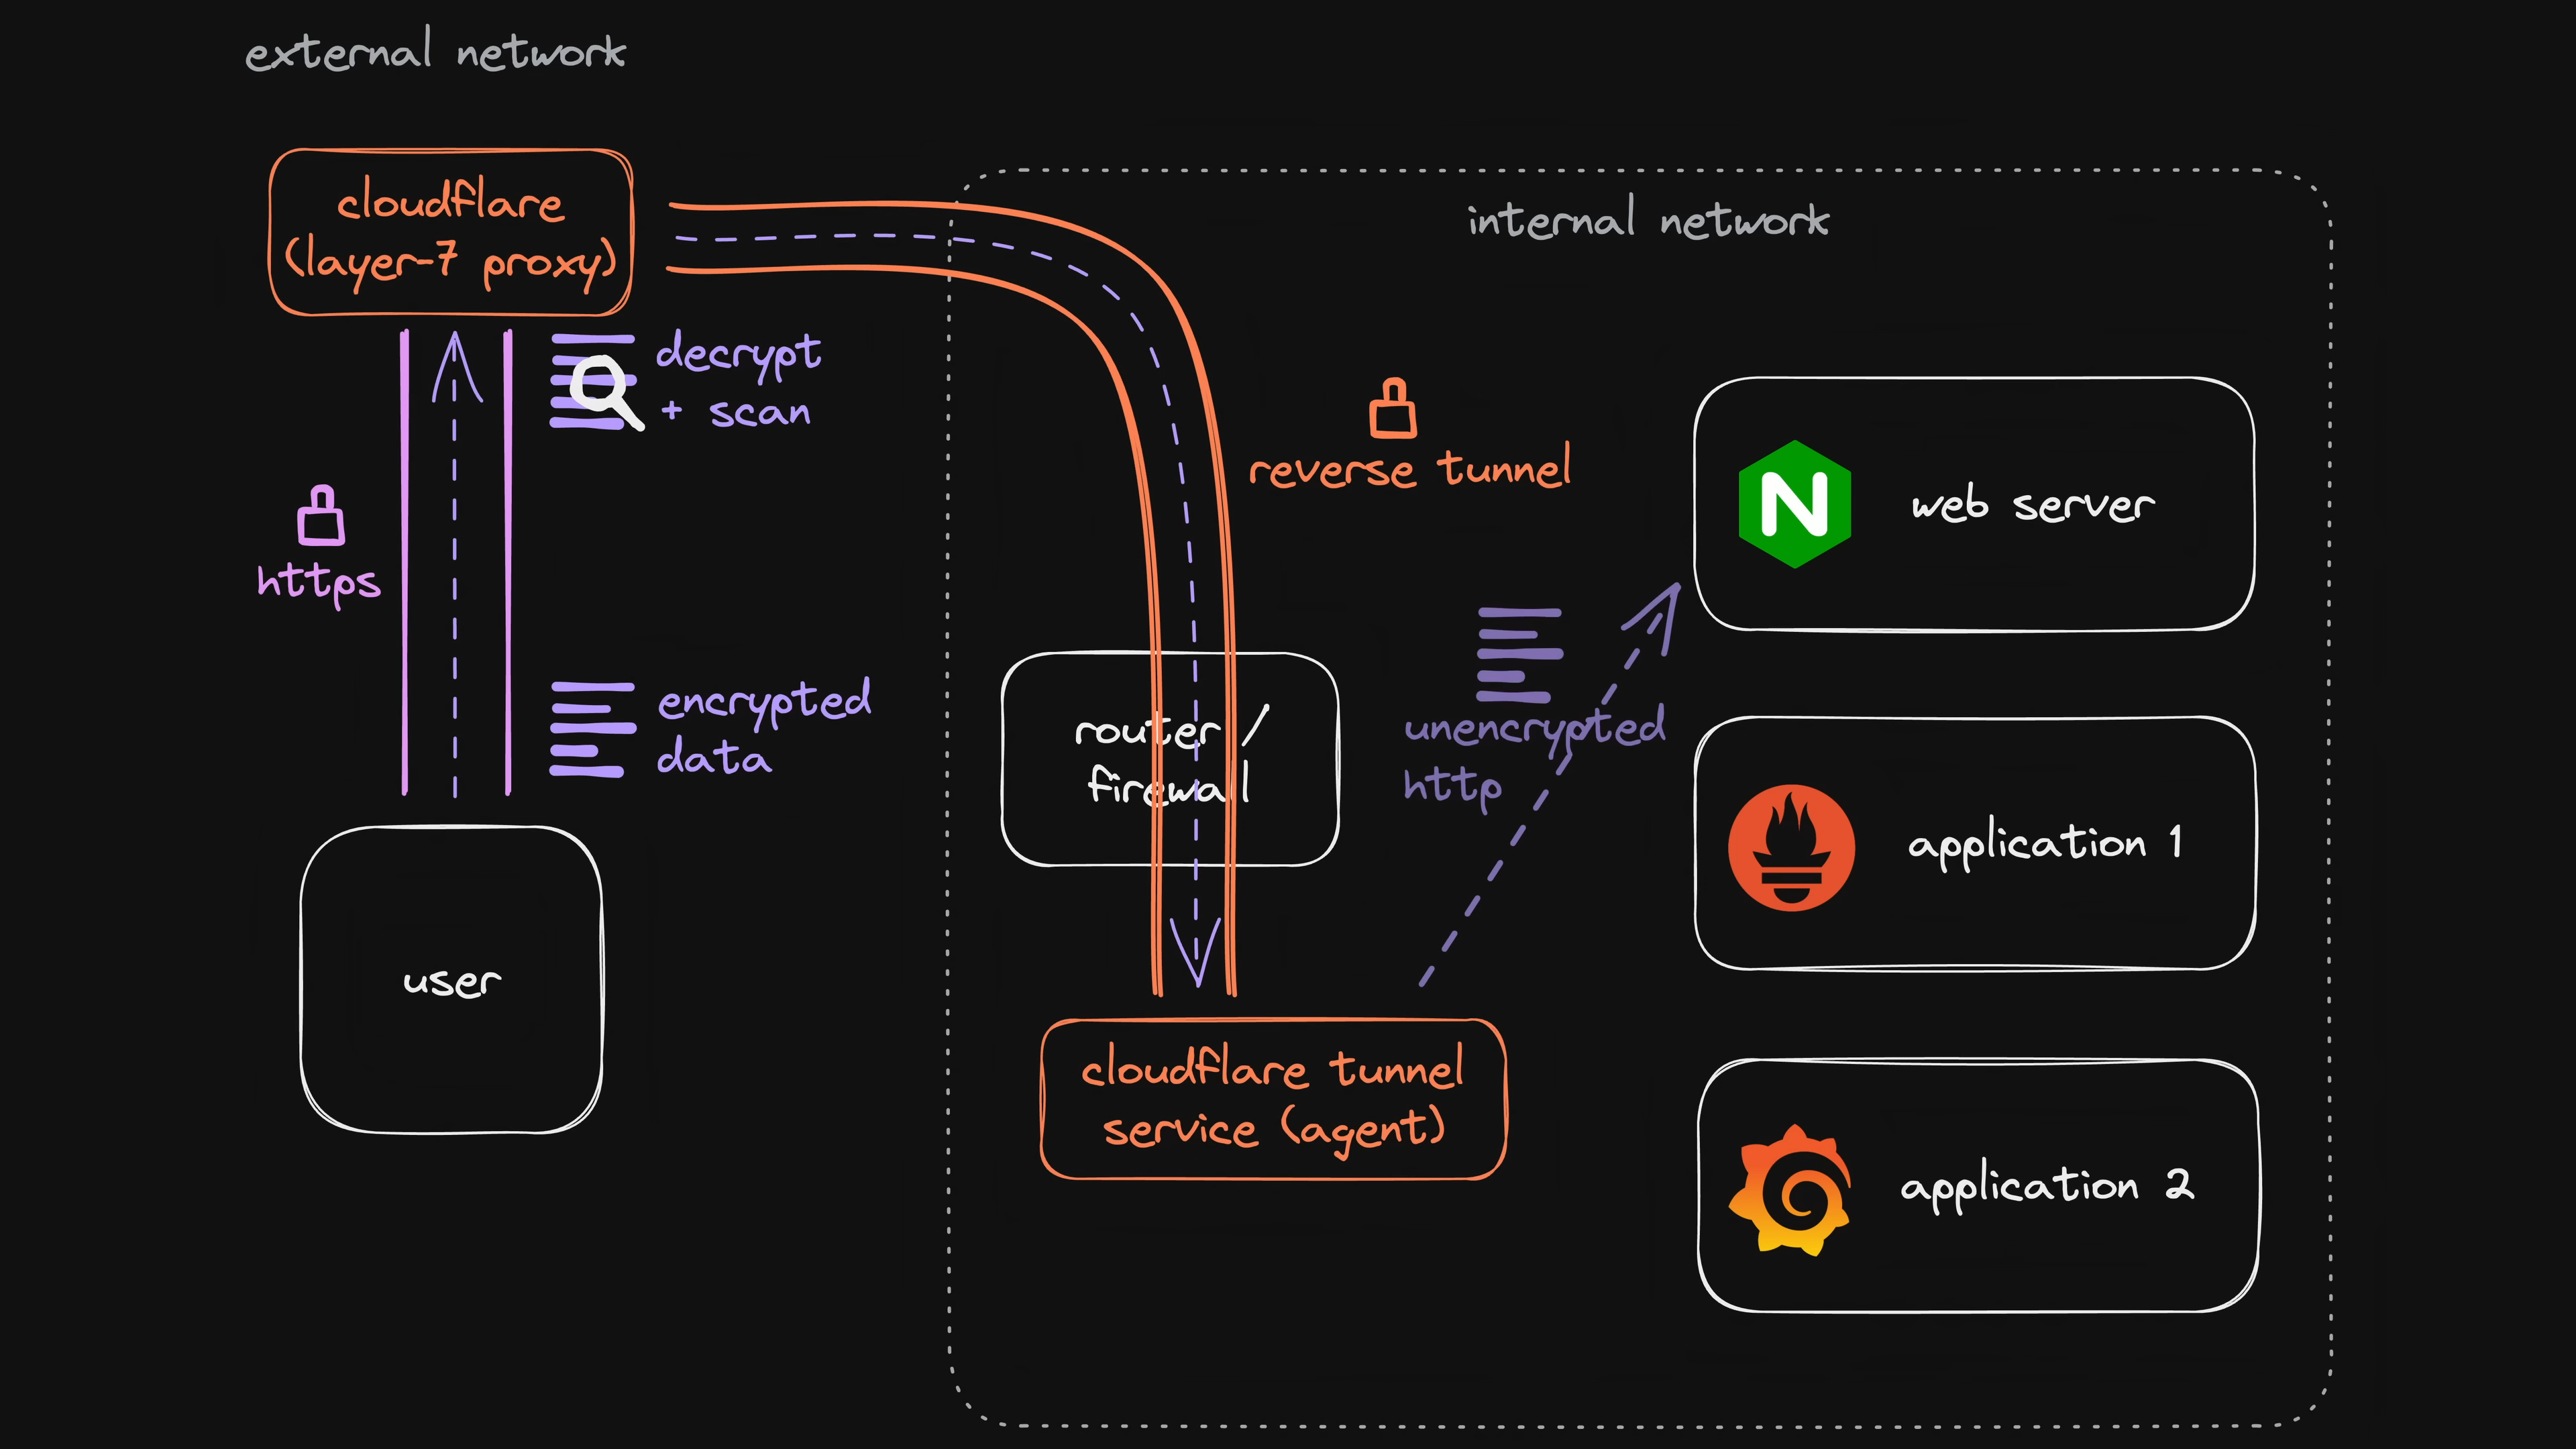 external network
cloudflare
(layer-7 proxy)
internal network
decrypt
+ scan
reverse tunnel
https
N
web server
encrypted
data
router /
firewall
unencrypted
http
application 1
user
cloudflare tunnel
service (agent)
application 2